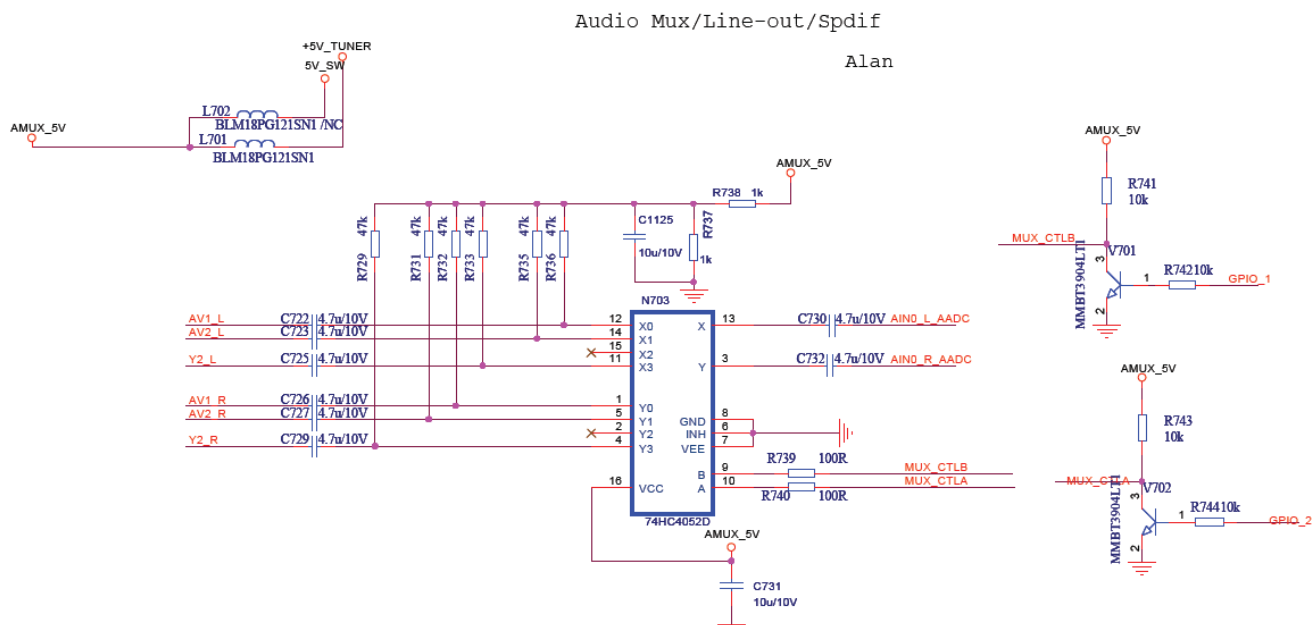 Audio Mux/Line-out/Spdif
Alan
+5V_TUNER
5V_SW
L702
BLM18PG121SN1 /NC
AMUX_5V
L701
BLM18PG121SN1
AMUX_5V
R738 1k
R729 47k
R731 47k
R732 47k
R733 47k
R735 47k
R736 47k
C1125
10u/10V
R737
1k
AMUX_5V
R741
10k
MUX_CTLB
V701
3
1
2
MMBT3904LT1
R742 10k
GPIO_1
N703
AV1_L C722 4.7u/10V 12 X0
AV2_L C723 4.7u/10V 14 X1
15 X2
Y2_L C725 4.7u/10V 11 X3
AV1_R C726 4.7u/10V 1 Y0
AV2_R C727 4.7u/10V 5 Y1
2 Y2
Y2_R C729 4.7u/10V 4 Y3
16 VCC
X 13 C730 4.7u/10V AIN0_L_AADC
Y 3 C732 4.7u/10V AIN0_R_AADC
GND 8
INH 6
VEE 7
B 9 R739 100R MUX_CTLB
A 10 R740 100R MUX_CTLA
74HC4052D
AMUX_5V
C731
10u/10V
AMUX_5V
R743
10k
MUX_CTLA
V702
3
1
2
MMBT3904LT1
R744 10k
GPIO_2